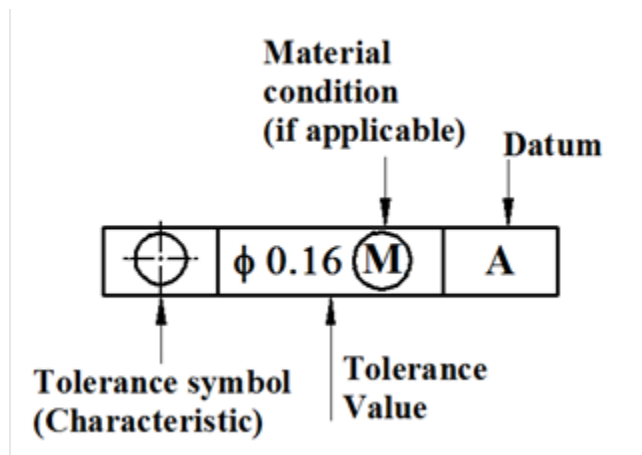 Material
condition
(if applicable)
Datum
ϕ 0.16 M A
Tolerance symbol
(Characteristic)
Tolerance
Value